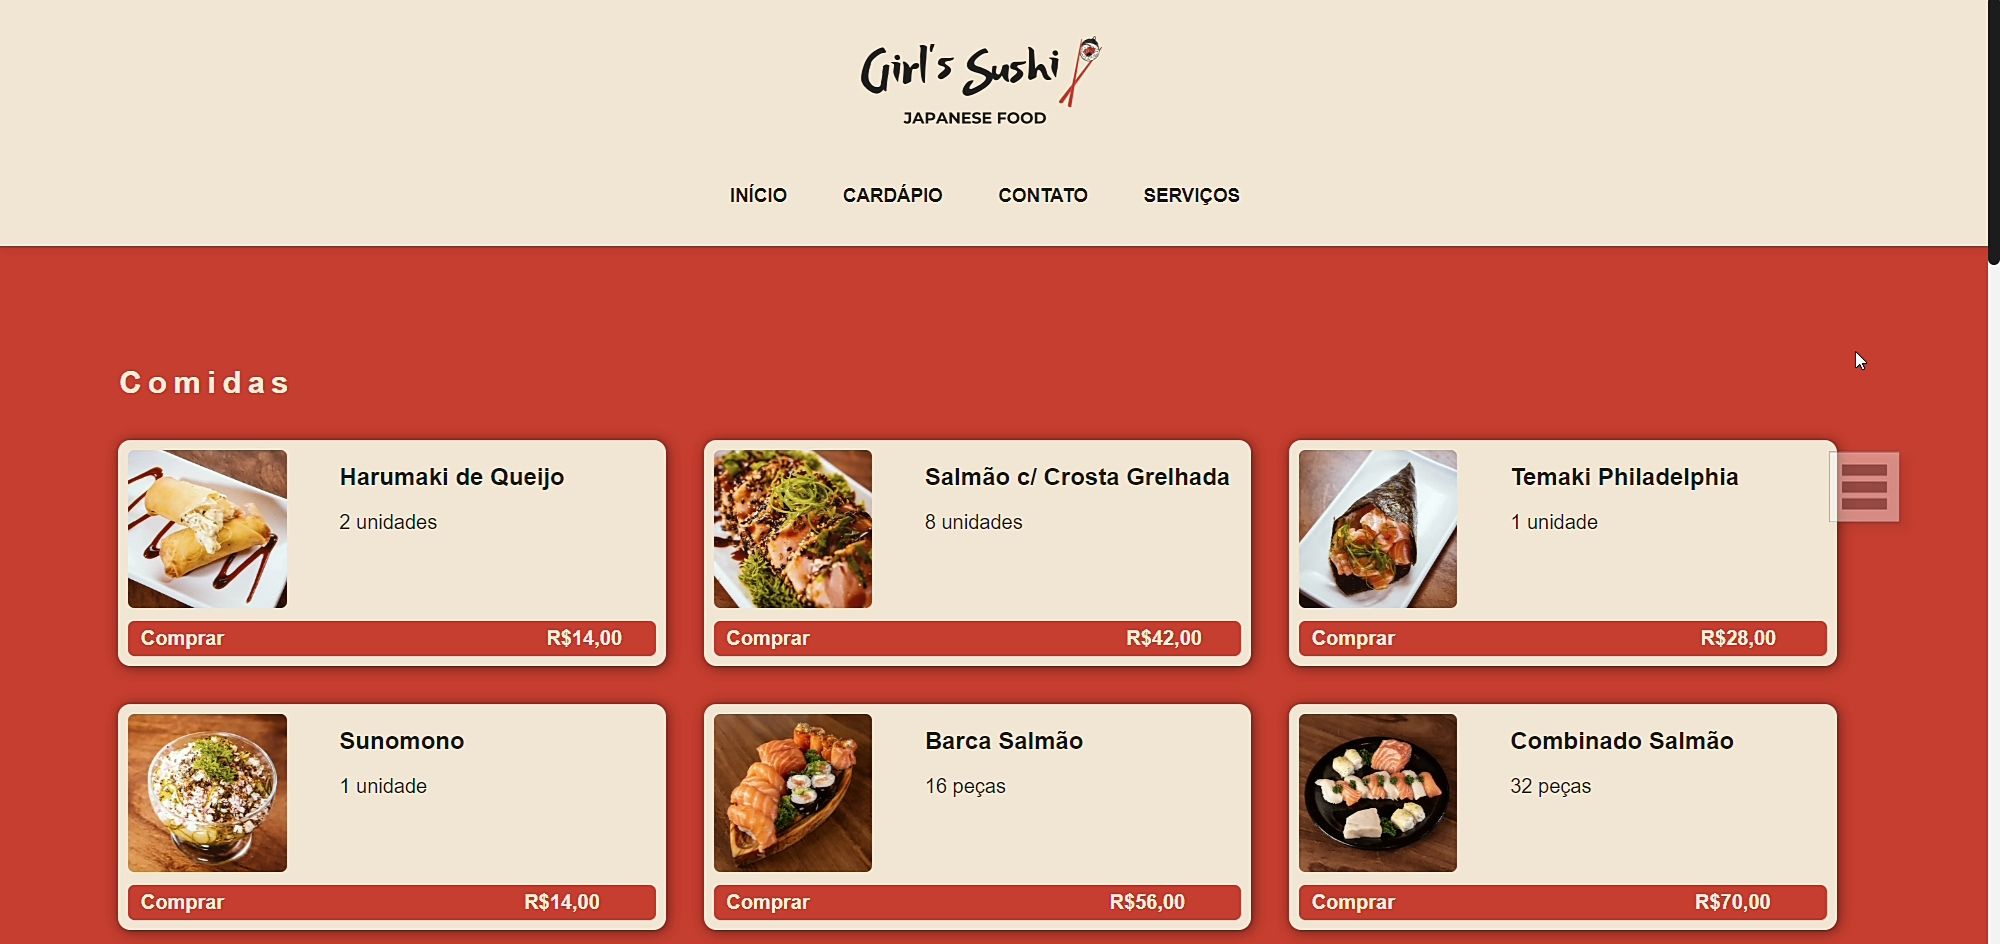 Girl's Sushi
JAPANESE FOOD
INÍCIO CARDÁPIO CONTATO SERVIÇOS
Comidas
Harumaki de Queijo
2 unidades
Comprar R$14,00
Salmão c/ Crosta Grelhada
8 unidades
Comprar R$42,00
Temaki Philadelphia
1 unidade
Comprar R$28,00
Sunomono
1 unidade
Comprar R$14,00
Barca Salmão
16 peças
Comprar R$56,00
Combinado Salmão
32 peças
Comprar R$70,00